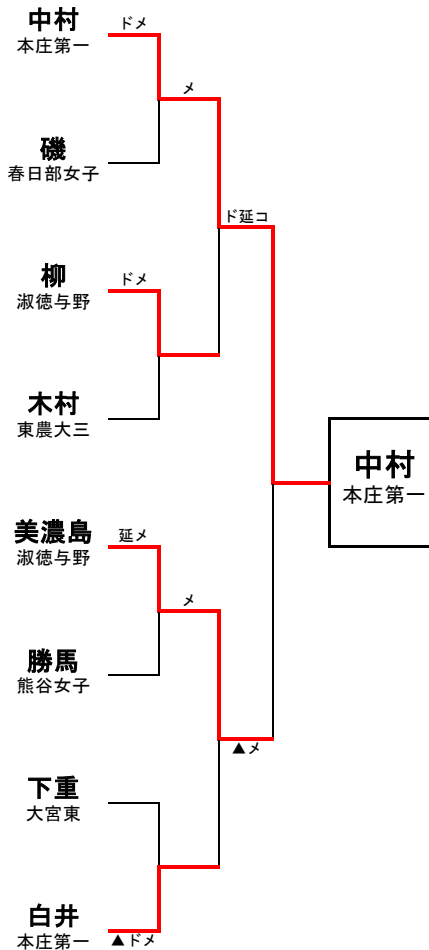 中村
本庄第一
ドメ
メ
磯
春日部女子
ド延コ
柳
淑徳与野
ドメ
木村
東農大三
中村
本庄第一
美濃島
淑徳与野
延メ
メ
勝馬
熊谷女子
▲メ
下重
大宮東
白井
本庄第一
▲ドメ